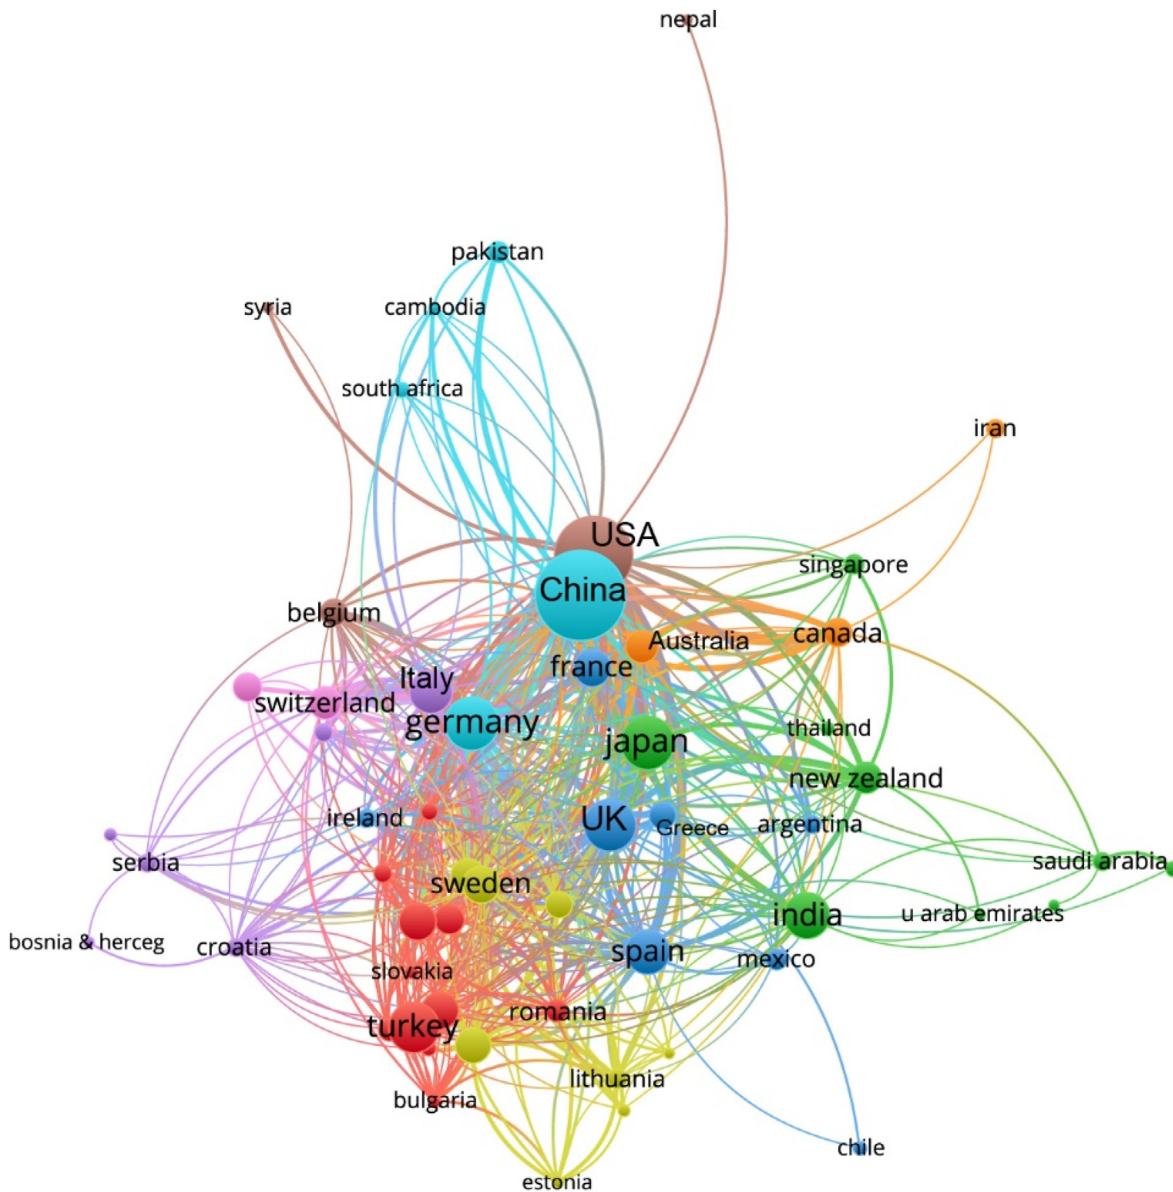 nepal
pakistan
syria
cambodia
south africa
iran
USA
singapore
China
belgium
Australia
canada
france
Italy
switzerland
germany
thailand
japan
new zealand
ireland
UK
Greece
argentina
serbia
saudi arabia
sweden
india
u arab emirates
bosnia & herceg
croatia
spain
mexico
slovakia
romania
turkey
lithuania
bulgaria
chile
estonia